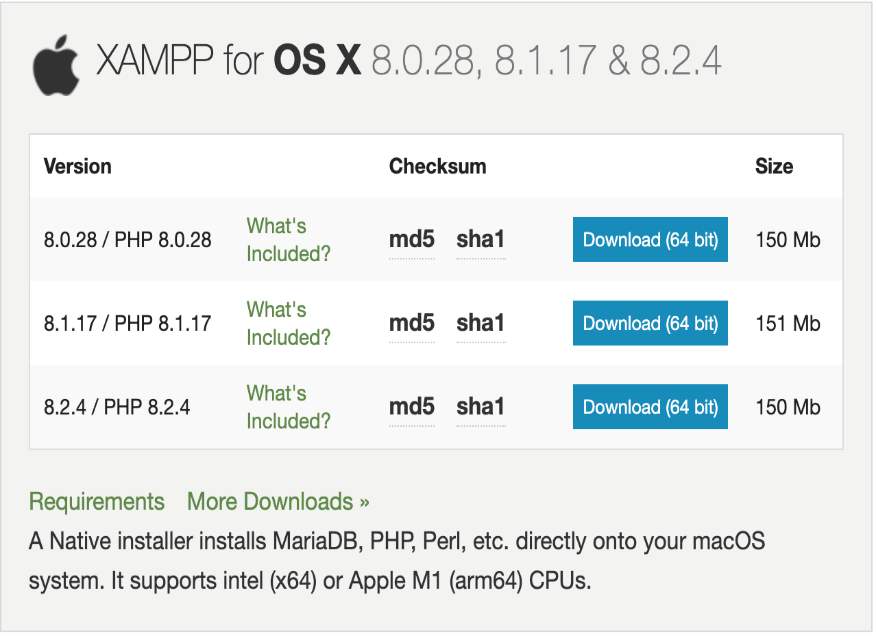 XAMPP for OS X 8.0.28, 8.1.17 & 8.2.4
Version Checksum Size
8.0.28 / PHP 8.0.28 What's Included? md5 sha1 Download (64 bit) 150 Mb
8.1.17 / PHP 8.1.17 What's Included? md5 sha1 Download (64 bit) 151 Mb
8.2.4 / PHP 8.2.4 What's Included? md5 sha1 Download (64 bit) 150 Mb
Requirements More Downloads »
A Native installer installs MariaDB, PHP, Perl, etc. directly onto your macOS
system. It supports intel (x64) or Apple M1 (arm64) CPUs.